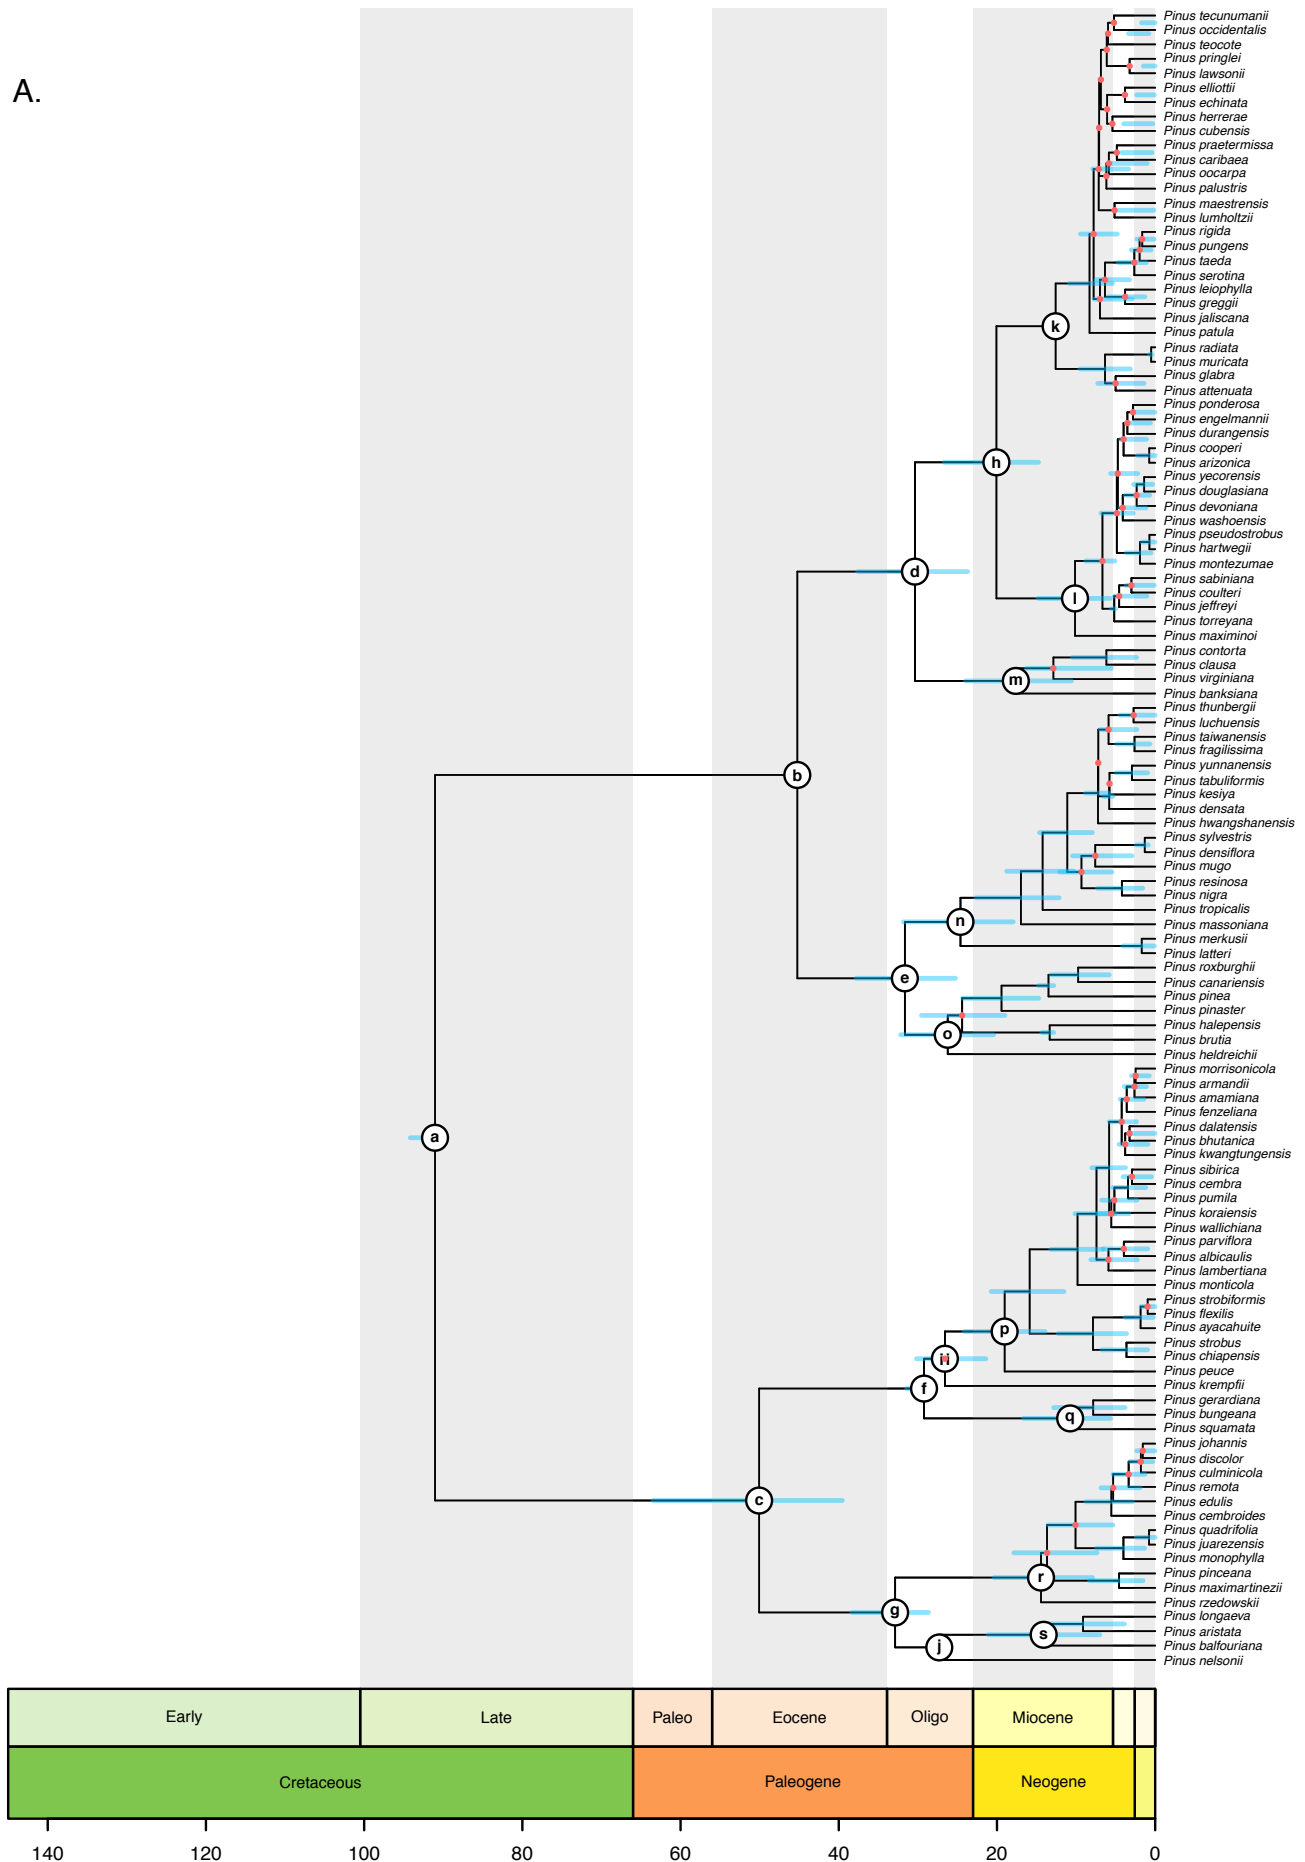 A.
Pinus tecunumanii
Pinus occidentalis
Pinus teocote
Pinus pringlei
Pinus lawsonii
Pinus elliottii
Pinus echinata
Pinus herrerae
Pinus cubensis
Pinus praetermissa
Pinus caribaea
Pinus oocarpa
Pinus palustris
Pinus maestrensis
Pinus lumholtzii
Pinus rigida
Pinus pungens
Pinus taeda
Pinus serotina
Pinus leiophylla
Pinus greggii
Pinus jaliscana
k
Pinus patula
Pinus radiata
Pinus muricata
Pinus glabra
Pinus attenuata
Pinus ponderosa
Pinus engelmannii
Pinus durangensis
Pinus cooperi
h
Pinus arizonica
Pinus yecorensis
Pinus douglasiana
Pinus devoniana
Pinus washoensis
Pinus pseudostrobus
Pinus hartwegii
Pinus montezumae
d
Pinus sabiniana
Pinus coulteri
l
Pinus jeffreyi
Pinus torreyana
Pinus maximinoi
Pinus contorta
Pinus clausa
Pinus virginiana
m
Pinus banksiana
Pinus thunbergii
Pinus luchuensis
Pinus taiwanensis
Pinus fragilissima
Pinus yunnanensis
b
Pinus tabuliformis
Pinus kesiya
Pinus densata
Pinus hwangshanensis
Pinus sylvestris
Pinus densiflora
Pinus mugo
Pinus resinosa
Pinus nigra
Pinus tropicalis
n
Pinus massoniana
Pinus merkusii
Pinus latteri
Pinus roxburghii
e
Pinus canariensis
Pinus pinea
Pinus pinaster
Pinus halepensis
o
Pinus brutia
Pinus heldreichii
Pinus morrisonicola
Pinus armandii
Pinus amamiana
Pinus fenzeliana
Pinus dalatensis
a
Pinus bhutanica
Pinus kwangtungensis
Pinus sibirica
Pinus cembra
Pinus pumila
Pinus koraiensis
Pinus wallichiana
Pinus parviflora
Pinus albicaulis
Pinus lambertiana
Pinus monticola
Pinus strobiformis
Pinus flexilis
Pinus ayacahuite
p
Pinus strobus
Pinus chiapensis
Pinus peuce
Pinus krempfii
f
Pinus gerardiana
Pinus bungeana
q
Pinus squamata
Pinus johannis
Pinus discolor
Pinus culminicola
Pinus remota
c
Pinus edulis
Pinus cembroides
Pinus quadrifolia
Pinus juarezensis
Pinus monophylla
Pinus pinceana
r
Pinus maximartinezii
Pinus rzedowskii
g
Pinus longaeva
Pinus aristata
s
Pinus balfouriana
j
Pinus nelsonii
Early Late Paleo Eocene Oligo Miocene
Cretaceous Paleogene Neogene
140 120 100 80 60 40 20 0